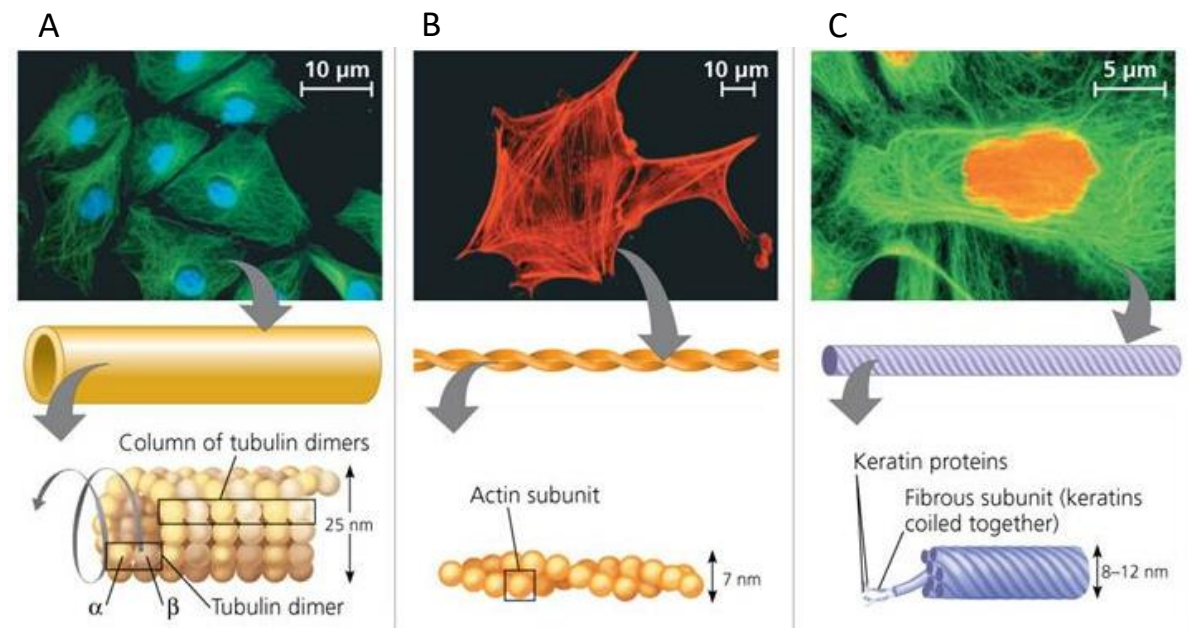 A
B
C
10 μm
10 μm
5 μm
Column of tubulin dimers
25 nm
α
β
Tubulin dimer
Actin subunit
7 nm
Keratin proteins
Fibrous subunit (keratins
coiled together)
8–12 nm